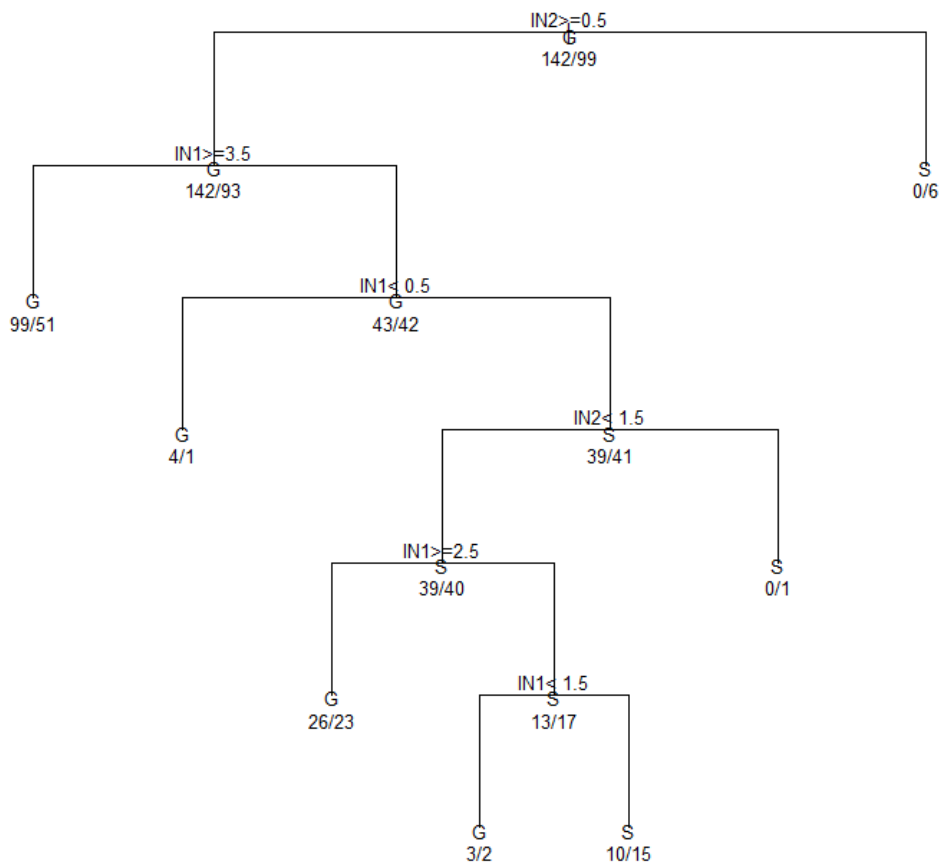 IN2>=0.5
G
142/99
IN1>=3.5
G
142/93
S
0/6
G
99/51
IN1< 0.5
G
43/42
G
4/1
IN2< 1.5
S
39/41
IN1>=2.5
S
39/40
S
0/1
G
26/23
IN1< 1.5
S
13/17
G
3/2
S
10/15